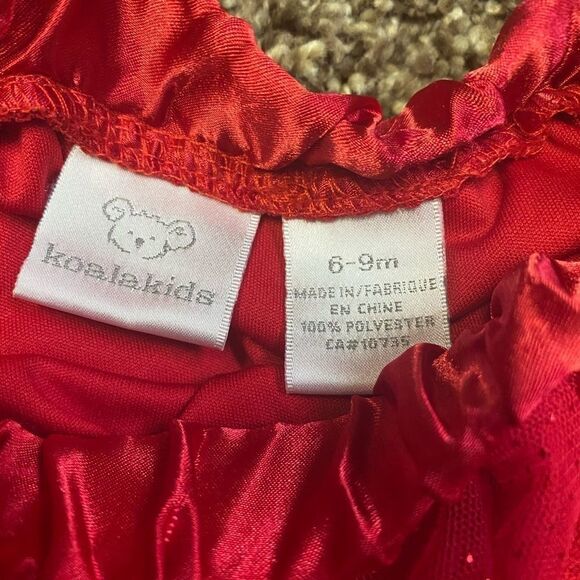 koalakids
6-9m
MADE IN/FABRIQUE
EN CHINE
100% POLYESTER
CA#10735